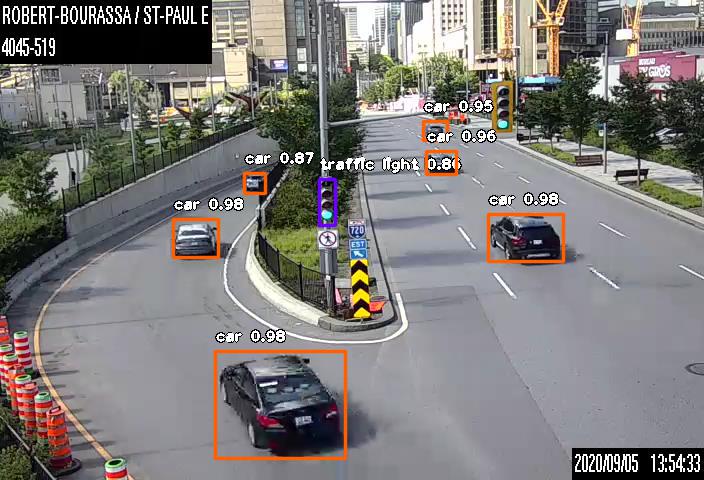 ROBERT-BOURASSA / ST-PAUL E
4045-519
car 0.95
car 0.96
car 0.87
traffic light 0.86
car 0.98
car 0.98
720
EST
car 0.98
2020/09/05 13:54:33